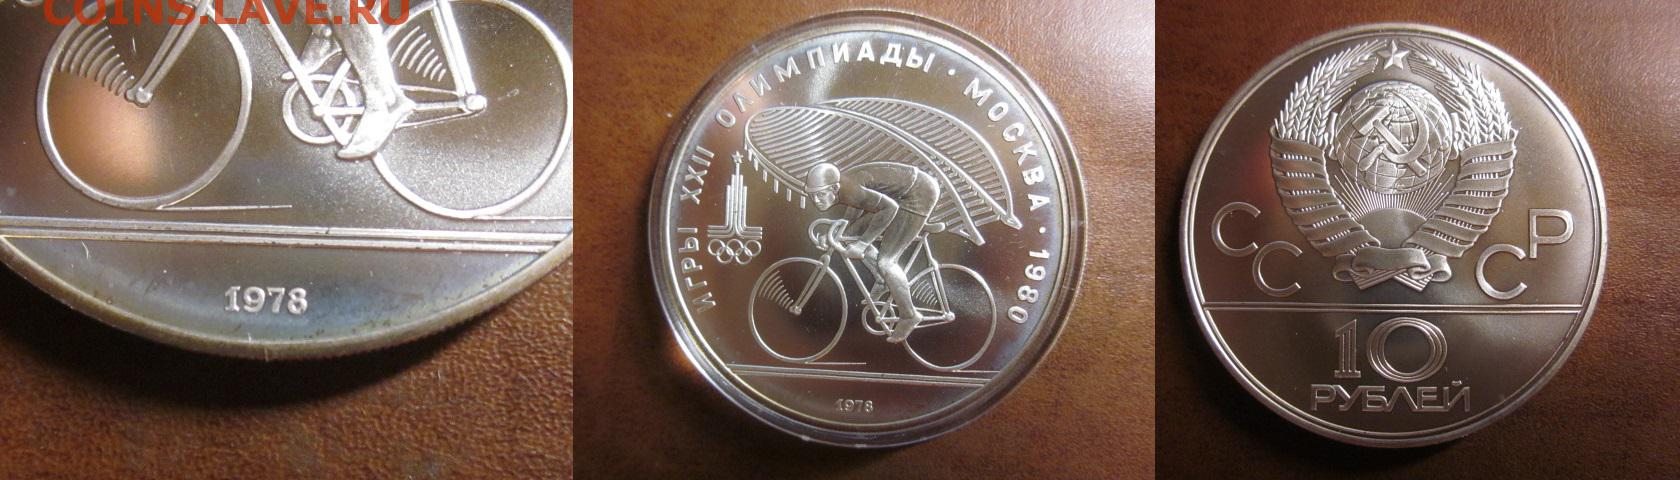 COINS.LAVE.RU
1978
ИГРЫ XXII ОЛИМПИАДЫ · МОСКВА · 1980
1978
СССР
10
РУБЛЕЙ